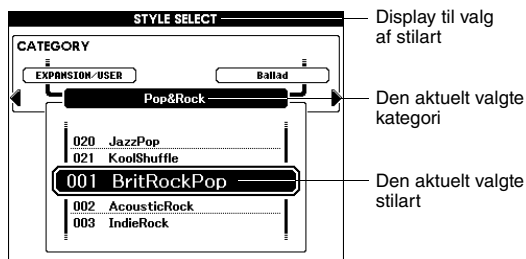 STYLE SELECT
Display til valg
af stilart
CATEGORY
EXPANSION/USER
Ballad
Pop&Rock
Den aktuelt valgte
kategori
020 JazzPop
021 KoolShuffle
001 BritRockPop
Den aktuelt valgte
stilart
002 AcousticRock
003 IndieRock